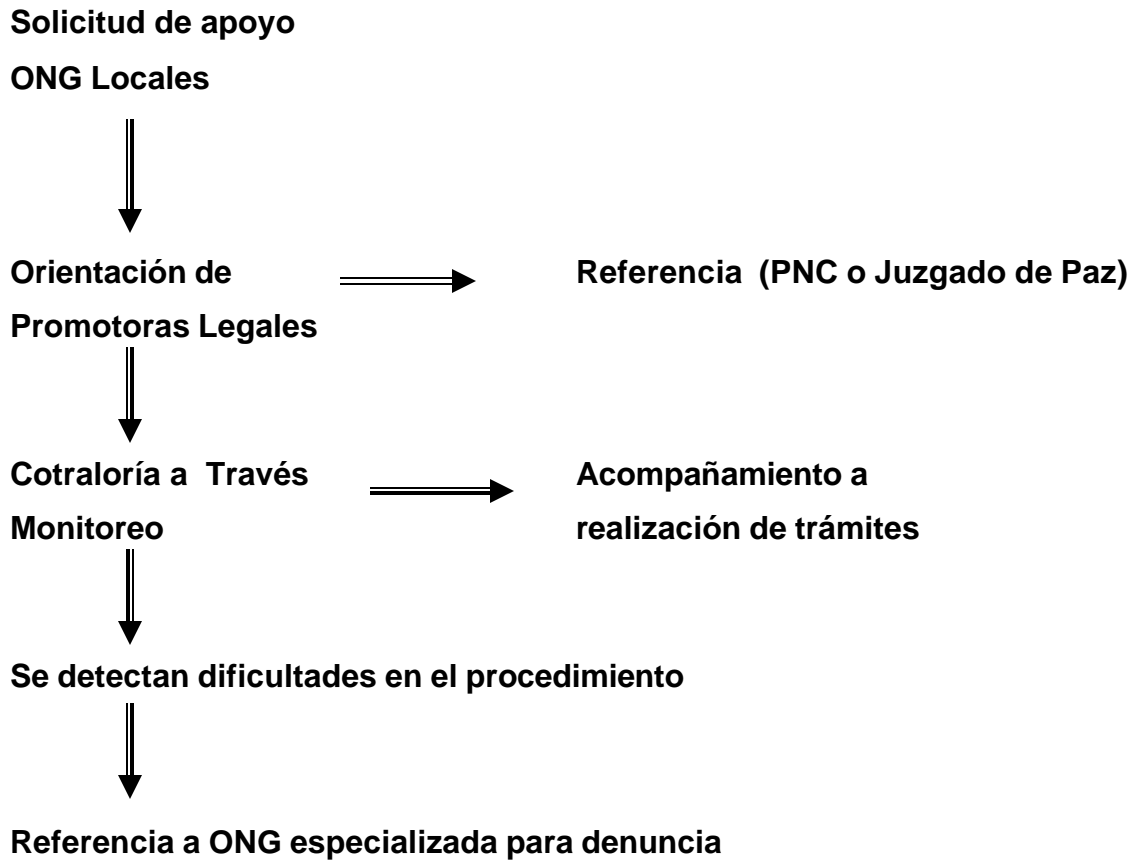 Solicitud de apoyo
ONG Locales
Orientación de
Promotoras Legales
Referencia (PNC o Juzgado de Paz)
Cotraloría a Través
Monitoreo
Acompañamiento a
realización de trámites
Se detectan dificultades en el procedimiento
Referencia a ONG especializada para denuncia